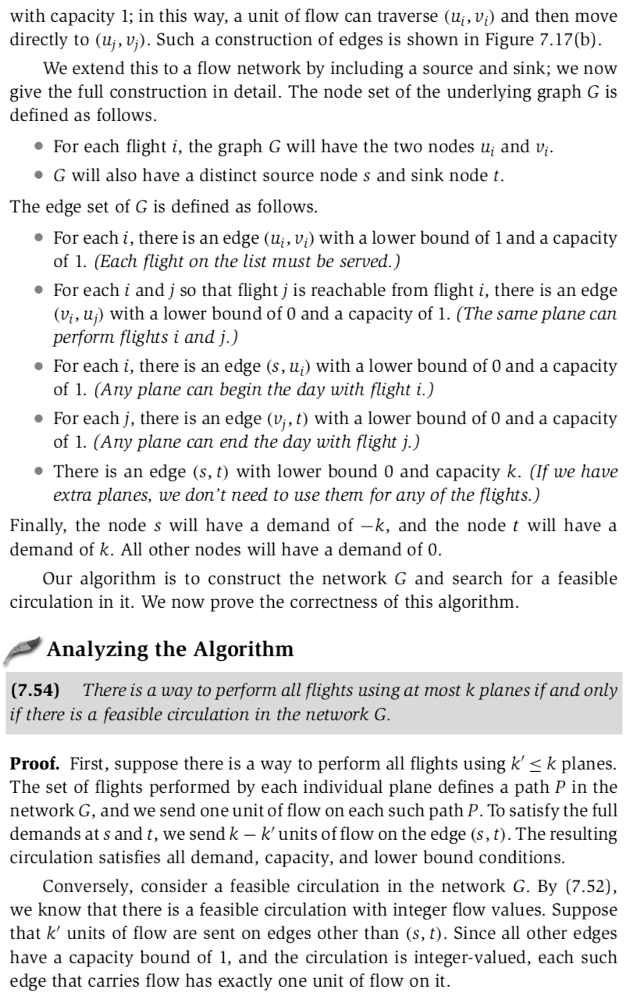 with capacity 1; in this way, a unit of flow can traverse (uᵢ, vᵢ) and then move
directly to (uⱼ, vⱼ). Such a construction of edges is shown in Figure 7.17(b).
We extend this to a flow network by including a source and sink; we now
give the full construction in detail. The node set of the underlying graph G is
defined as follows.
• For each flight i, the graph G will have the two nodes uᵢ and vᵢ.
• G will also have a distinct source node s and sink node t.
The edge set of G is defined as follows.
• For each i, there is an edge (uᵢ, vᵢ) with a lower bound of 1 and a capacity
of 1. (Each flight on the list must be served.)
• For each i and j so that flight j is reachable from flight i, there is an edge
(vᵢ, uⱼ) with a lower bound of 0 and a capacity of 1. (The same plane can
perform flights i and j.)
• For each i, there is an edge (s, uᵢ) with a lower bound of 0 and a capacity
of 1. (Any plane can begin the day with flight i.)
• For each j, there is an edge (vⱼ, t) with a lower bound of 0 and a capacity
of 1. (Any plane can end the day with flight j.)
• There is an edge (s, t) with lower bound 0 and capacity k. (If we have
extra planes, we don't need to use them for any of the flights.)
Finally, the node s will have a demand of −k, and the node t will have a
demand of k. All other nodes will have a demand of 0.
Our algorithm is to construct the network G and search for a feasible
circulation in it. We now prove the correctness of this algorithm.
Analyzing the Algorithm
(7.54) There is a way to perform all flights using at most k planes if and only
if there is a feasible circulation in the network G.
Proof. First, suppose there is a way to perform all flights using k′ ≤ k planes.
The set of flights performed by each individual plane defines a path P in the
network G, and we send one unit of flow on each such path P. To satisfy the full
demands at s and t, we send k − k′ units of flow on the edge (s, t). The resulting
circulation satisfies all demand, capacity, and lower bound conditions.
Conversely, consider a feasible circulation in the network G. By (7.52),
we know that there is a feasible circulation with integer flow values. Suppose
that k′ units of flow are sent on edges other than (s, t). Since all other edges
have a capacity bound of 1, and the circulation is integer-valued, each such
edge that carries flow has exactly one unit of flow on it.